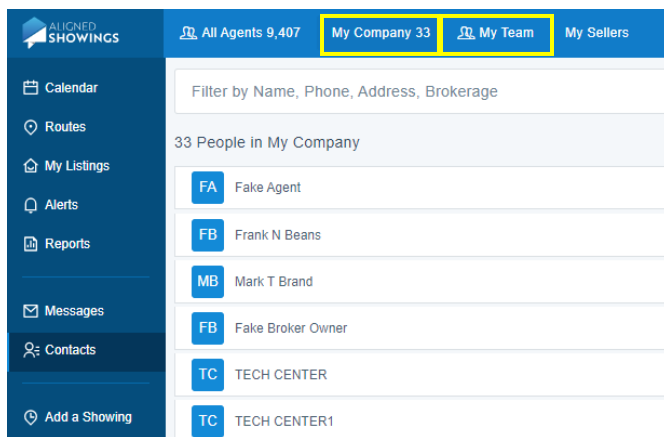 ALIGNED
SHOWINGS
All Agents 9,407 My Company 33 My Team My Sellers
Calendar
Routes
My Listings
Alerts
Reports
Messages
Contacts
Add a Showing
Filter by Name, Phone, Address, Brokerage
33 People in My Company
FA Fake Agent
FB Frank N Beans
MB Mark T Brand
FB Fake Broker Owner
TC TECH CENTER
TC TECH CENTER1